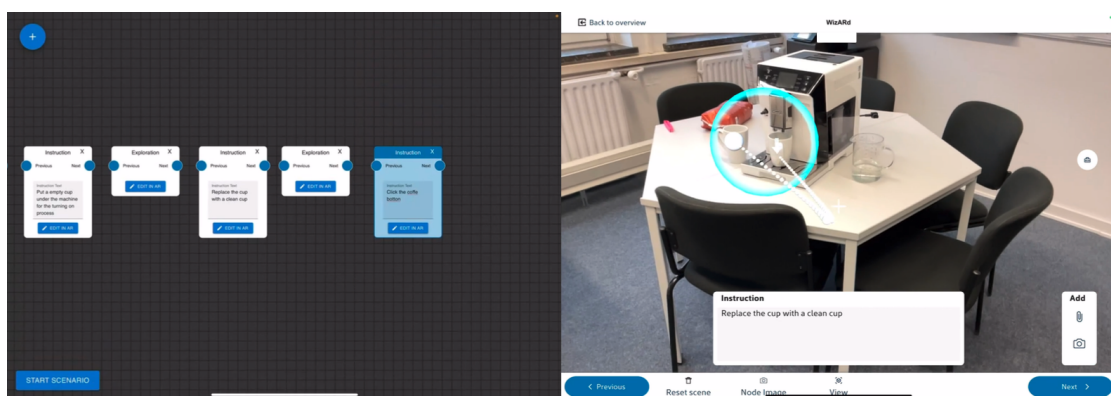 +
Instruction X
Previous Next
Instruction Text
Put a empty cup
under the machine
for the turning on
process
EDIT IN AR
Exploration X
Previous Next
EDIT IN AR
Instruction X
Previous Next
Instruction Text
Replace the cup
with a clean cup
EDIT IN AR
Exploration X
Previous Next
EDIT IN AR
Instruction X
Previous Next
Instruction Text
Click the coffe
button
EDIT IN AR
START SCENARIO
Back to overview
WizARd
Instruction
Replace the cup with a clean cup
Add
< Previous
Reset scene
Node Image
View
Next >